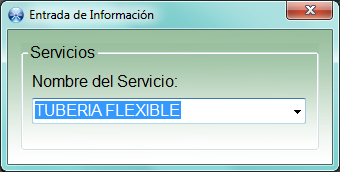 Entrada de Información
Servicios
Nombre del Servicio:
TUBERIA FLEXIBLE